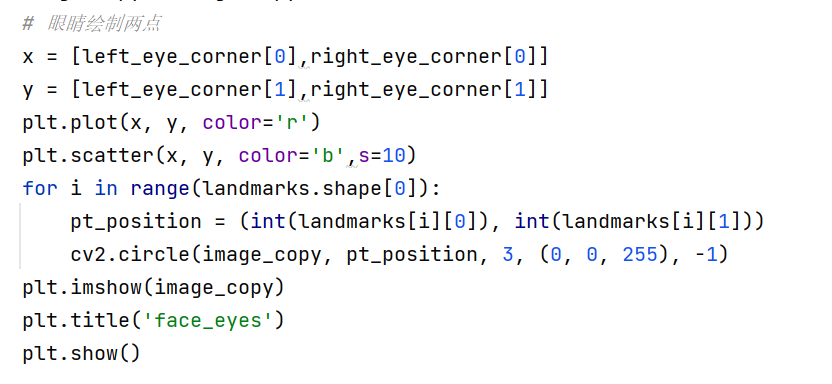 # 眼睛绘制两点
x = [left_eye_corner[0],right_eye_corner[0]]
y = [left_eye_corner[1],right_eye_corner[1]]
plt.plot(x, y, color='r')
plt.scatter(x, y, color='b',s=10)
for i in range(landmarks.shape[0]):
    pt_position = (int(landmarks[i][0]), int(landmarks[i][1]))
    cv2.circle(image_copy, pt_position, 3, (0, 0, 255), -1)
plt.imshow(image_copy)
plt.title('face_eyes')
plt.show()